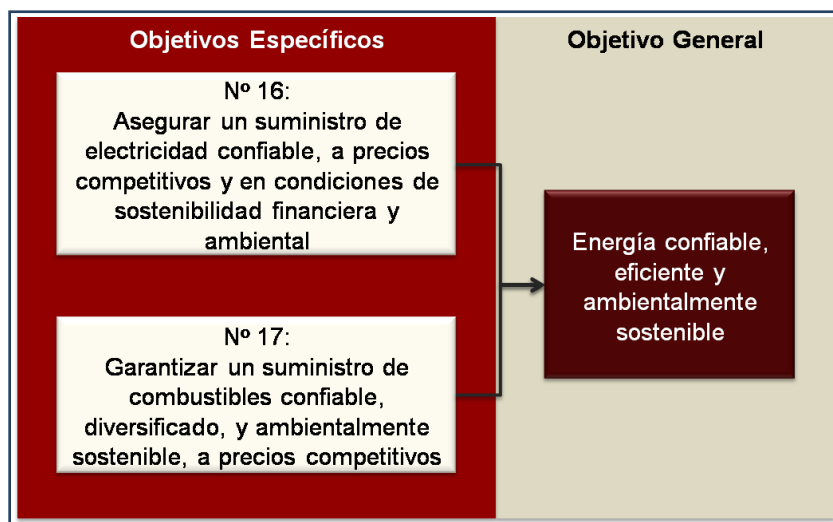 Objetivos Específicos
Objetivo General
Nº 16:
Asegurar un suministro de
electricidad confiable, a precios
competitivos y en condiciones de
sostenibilidad financiera y
ambiental
Energía confiable,
eficiente y
ambientalmente
sostenible
Nº 17:
Garantizar un suministro de
combustibles confiable,
diversificado, y ambientalmente
sostenible, a precios competitivos